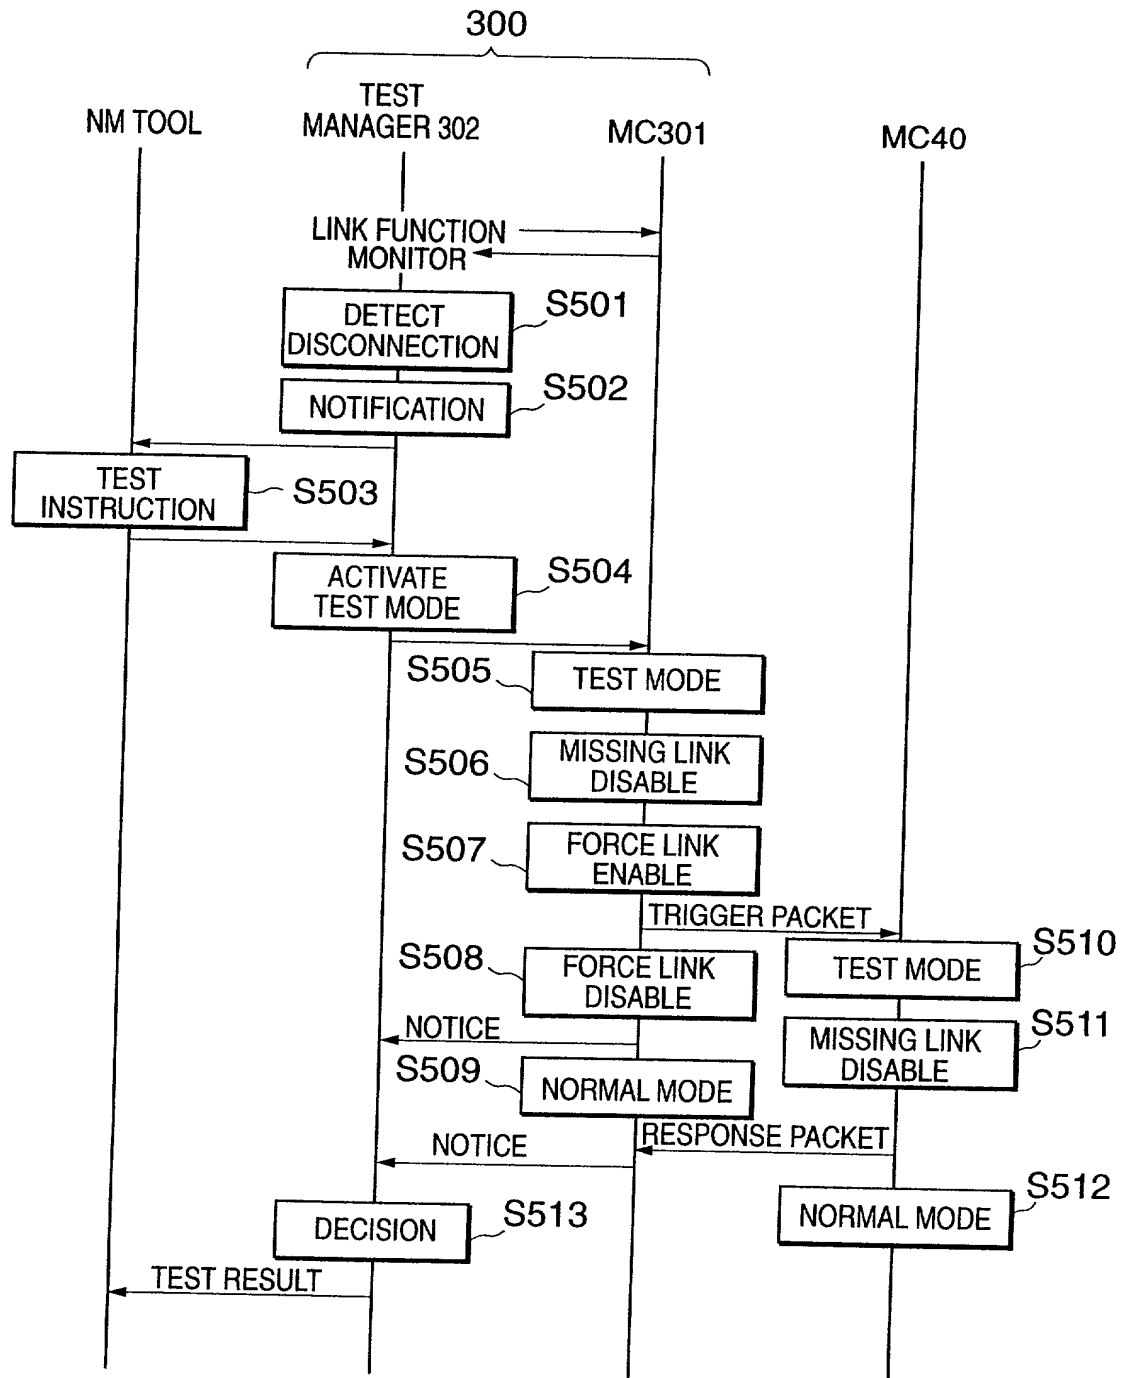 300
NM TOOL
TEST
MANAGER 302
MC301
MC40
LINK FUNCTION
MONITOR
DETECT
DISCONNECTION
S501
NOTIFICATION
S502
TEST
INSTRUCTION
S503
ACTIVATE
TEST MODE
S504
S505
TEST MODE
S506
MISSING LINK
DISABLE
S507
FORCE LINK
ENABLE
TRIGGER PACKET
S508
FORCE LINK
DISABLE
TEST MODE
S510
NOTICE
MISSING LINK
DISABLE
S511
S509
NORMAL MODE
RESPONSE PACKET
NOTICE
NORMAL MODE
S512
DECISION
S513
TEST RESULT